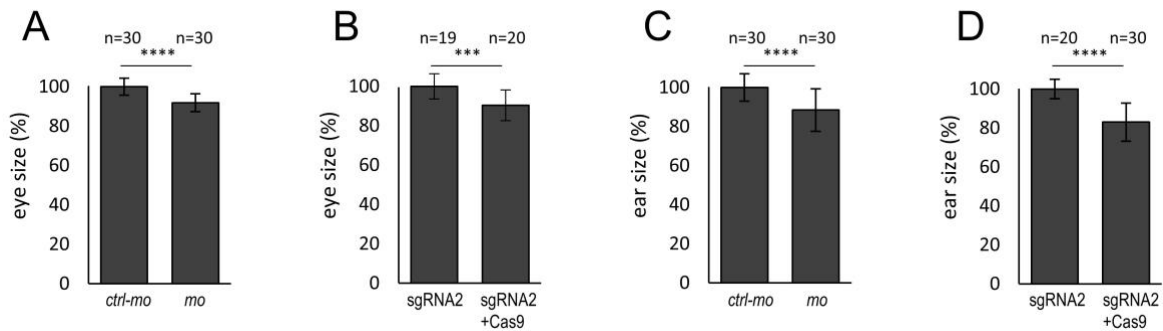 A
n=30 n=30
****
eye size (%)
100
80
60
40
20
0
ctrl-mo mo
B
n=19 n=20
***
eye size (%)
100
80
60
40
20
0
sgRNA2 sgRNA2
+Cas9
C
n=30 n=30
****
ear size (%)
100
80
60
40
20
0
ctrl-mo mo
D
n=20 n=30
****
ear size (%)
100
80
60
40
20
0
sgRNA2 sgRNA2
+Cas9